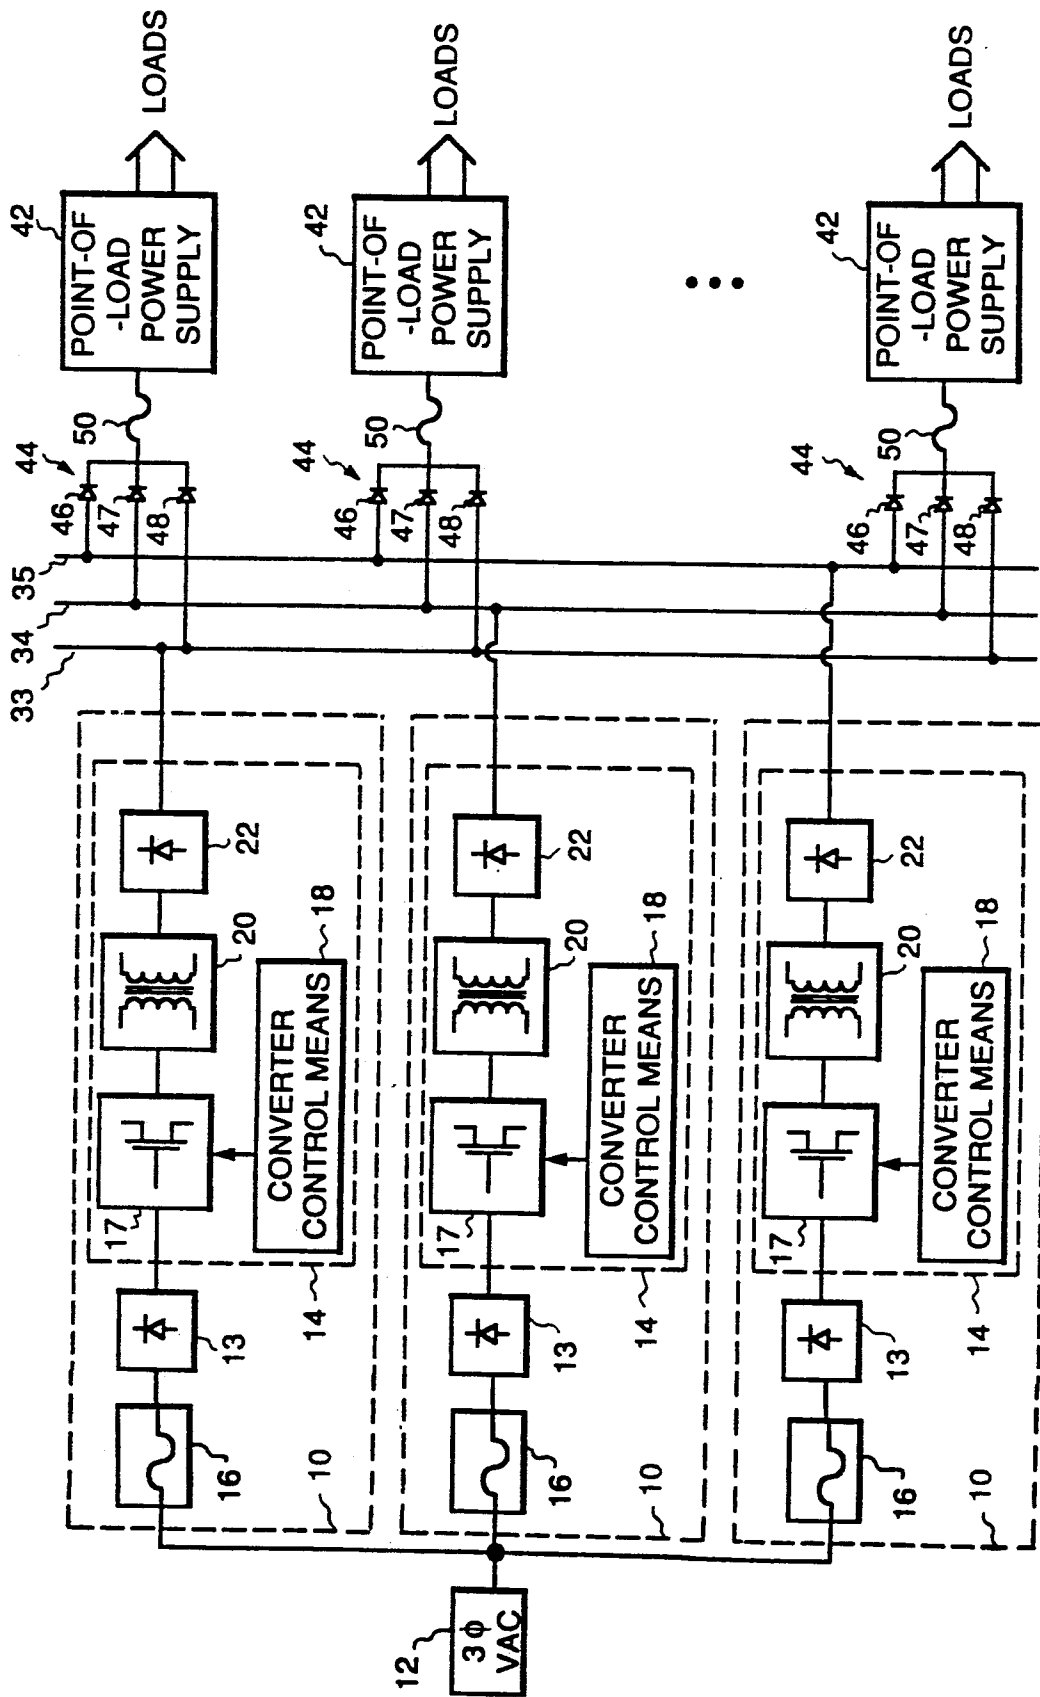 12
3 Φ
VAC
16
13
17
14
10
CONVERTER
CONTROL MEANS
18
20
22
33
34
35
46
47
48
44
50
42
POINT-OF
-LOAD
POWER
SUPPLY
LOADS
16
13
17
14
10
CONVERTER
CONTROL MEANS
18
20
22
46
47
48
44
50
42
POINT-OF
-LOAD
POWER
SUPPLY
LOADS
16
13
17
14
10
CONVERTER
CONTROL MEANS
18
20
22
46
47
48
44
50
42
POINT-OF
-LOAD
POWER
SUPPLY
LOADS